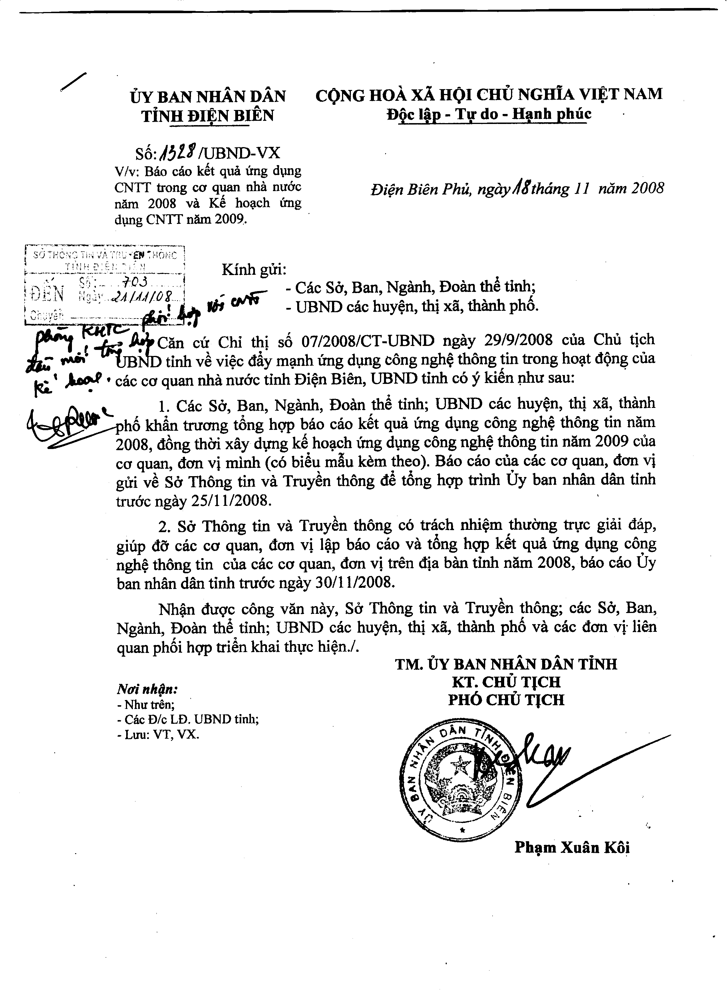 ỦY BAN NHÂN DÂN
TỈNH ĐIỆN BIÊN
CỘNG HOÀ XÃ HỘI CHỦ NGHĨA VIỆT NAM
Độc lập - Tự do - Hạnh phúc
Số: 1328 /UBND-VX
V/v: Báo cáo kết quả ứng dụng
CNTT trong cơ quan nhà nước
năm 2008 và Kế hoạch ứng
dụng CNTT năm 2009.
Điện Biên Phủ, ngày 18 tháng 11 năm 2008
SỞ THÔNG TIN VÀ TRUYỀN THÔNG
TỈNH ĐIỆN BIÊN
ĐẾN
Số: 703
Ngày 21/11/08
Chuyên
Kính gửi:
- Các Sở, Ban, Ngành, Đoàn thể tỉnh;
- UBND các huyện, thị xã, thành phố.
phòng KHTC phối hợp với CNTT
đầu mối tổng hợp
kế hoạch.
Căn cứ Chỉ thị số 07/2008/CT-UBND ngày 29/9/2008 của Chủ tịch
UBND tỉnh về việc đẩy mạnh ứng dụng công nghệ thông tin trong hoạt động của
các cơ quan nhà nước tỉnh Điện Biên, UBND tỉnh có ý kiến như sau:
1. Các Sở, Ban, Ngành, Đoàn thể tỉnh; UBND các huyện, thị xã, thành
phố khẩn trương tổng hợp báo cáo kết quả ứng dụng công nghệ thông tin năm
2008, đồng thời xây dựng kế hoạch ứng dụng công nghệ thông tin năm 2009 của
cơ quan, đơn vị mình (có biểu mẫu kèm theo). Báo cáo của các cơ quan, đơn vị
gửi về Sở Thông tin và Truyền thông để tổng hợp trình Ủy ban nhân dân tỉnh
trước ngày 25/11/2008.
2. Sở Thông tin và Truyền thông có trách nhiệm thường trực giải đáp,
giúp đỡ các cơ quan, đơn vị lập báo cáo và tổng hợp kết quả ứng dụng công
nghệ thông tin của các cơ quan, đơn vị trên địa bàn tỉnh năm 2008, báo cáo Ủy
ban nhân dân tỉnh trước ngày 30/11/2008.
Nhận được công văn này, Sở Thông tin và Truyền thông; các Sở, Ban,
Ngành, Đoàn thể tỉnh; UBND các huyện, thị xã, thành phố và các đơn vị liên
quan phối hợp triển khai thực hiện./.
TM. ỦY BAN NHÂN DÂN TỈNH
KT. CHỦ TỊCH
PHÓ CHỦ TỊCH
Nơi nhận:
- Như trên;
- Các Đ/c LĐ. UBND tỉnh;
- Lưu: VT, VX.
ỦY BAN NHÂN DÂN TỈNH ĐIỆN BIÊN
Phạm Xuân Kôi